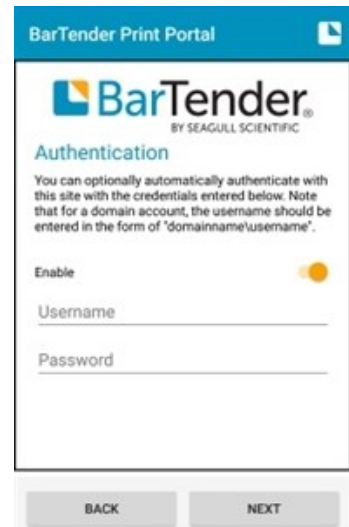 BarTender Print Portal
BarTender®
BY SEAGULL SCIENTIFIC
Authentication
You can optionally automatically authenticate with
this site with the credentials entered below. Note
that for a domain account, the username should be
entered in the form of "domainname\username".
Enable
Username
Password
BACK NEXT